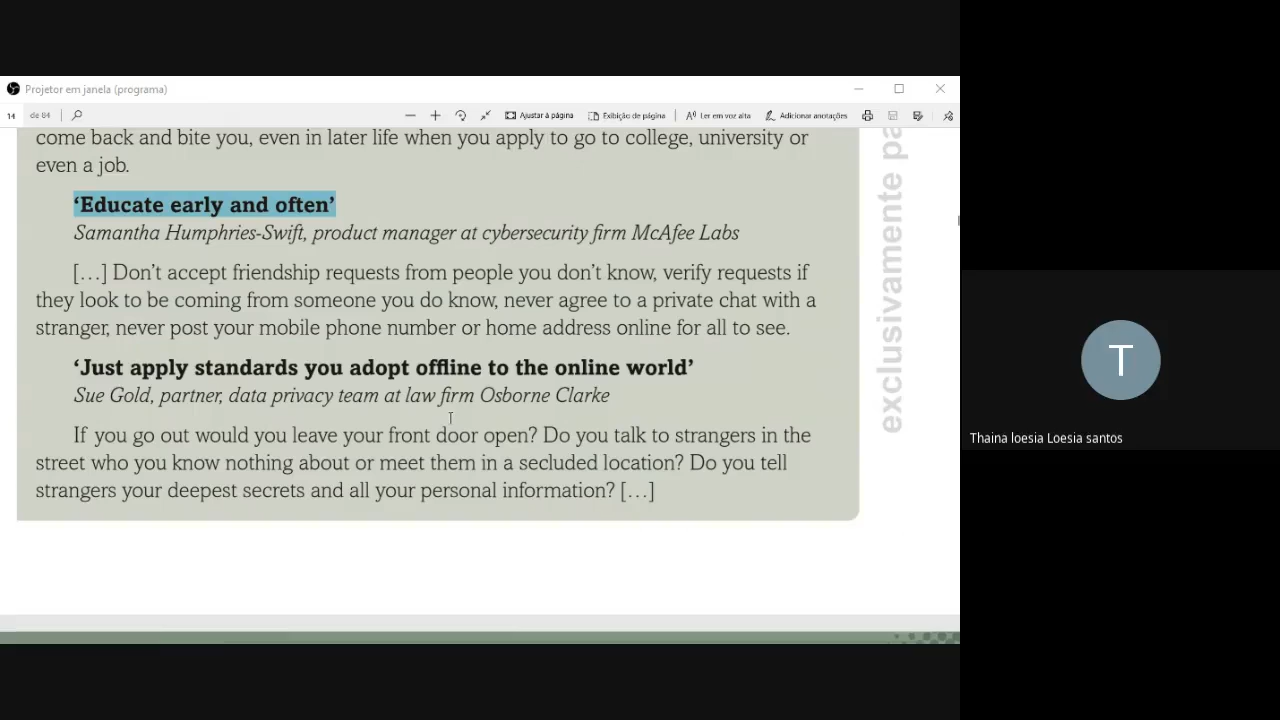 Projetor em janela (programa)
14 de 84 Ajustar à página Exibição de página Ler em voz alta Adicionar anotações
come back and bite you, even in later life when you apply to go to college, university or
even a job.
‘Educate early and often’
Samantha Humphries-Swift, product manager at cybersecurity firm McAfee Labs
[…] Don’t accept friendship requests from people you don’t know, verify requests if
they look to be coming from someone you do know, never agree to a private chat with a
stranger, never post your mobile phone number or home address online for all to see.
‘Just apply standards you adopt offline to the online world’
Sue Gold, partner, data privacy team at law firm Osborne Clarke
If you go out would you leave your front door open? Do you talk to strangers in the
street who you know nothing about or meet them in a secluded location? Do you tell
strangers your deepest secrets and all your personal information? […]
exclusivamente pa
T
Thaina loesia Loesia santos